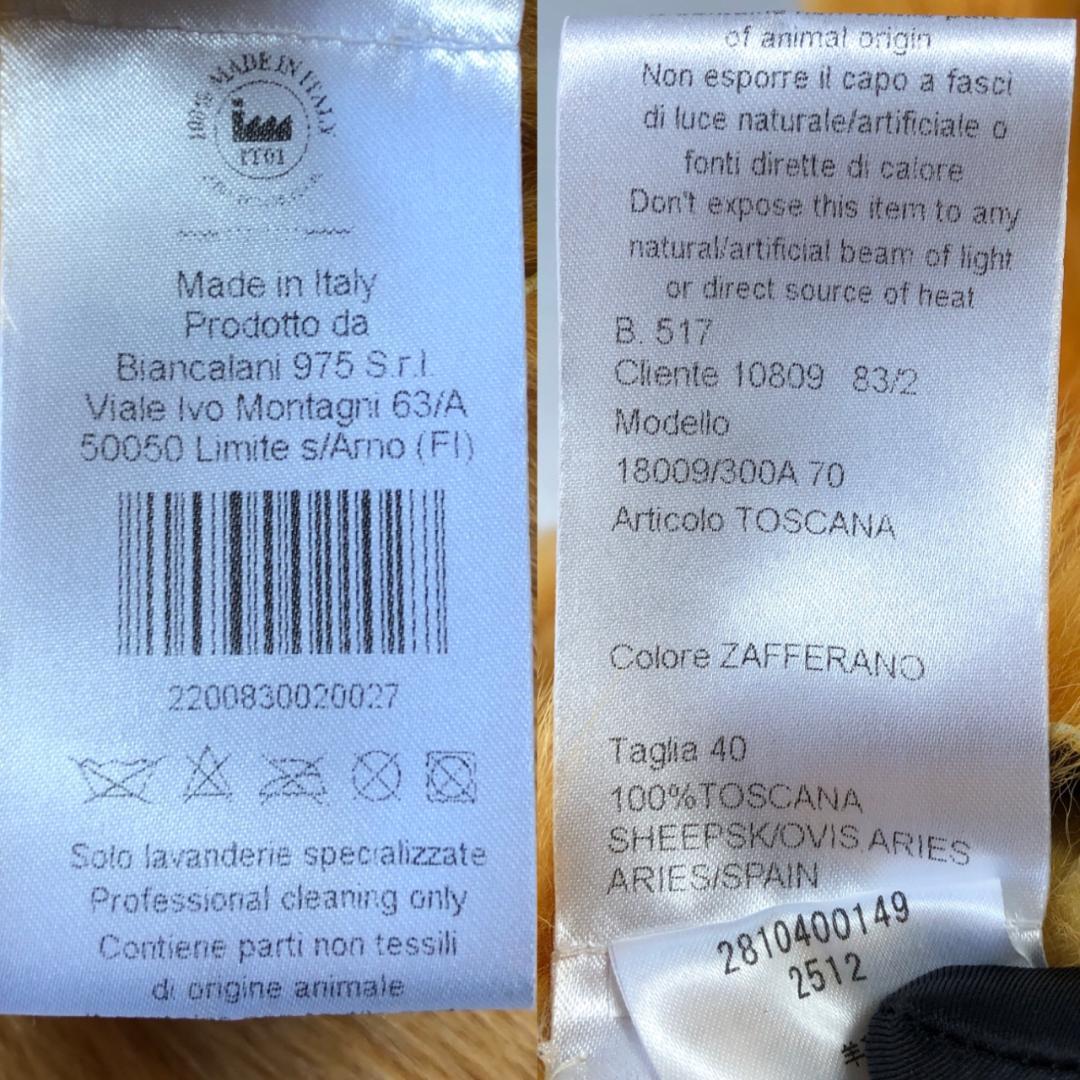 100% MADE IN ITALY
IT01
Made in Italy
Prodotto da
Biancalani 975 S.r.l.
Viale Ivo Montagni 63/A
50050 Limite s/Arno (FI)
2200830020027
Solo lavanderie specializzate
Professional cleaning only
Contiene parti non tessili
di origine animale
of animal origin
Non esporre il capo a fasci
di luce naturale/artificiale o
fonti dirette di calore
Don't expose this item to any
natural/artificial beam of light
or direct source of heat
B. 517
Cliente 10809 83/2
Modello
18009/300A 70
Articolo TOSCANA
Colore ZAFFERANO
Taglia 40
100%TOSCANA
SHEEPSK/OVIS ARIES
ARIES/SPAIN
2810400149
2512